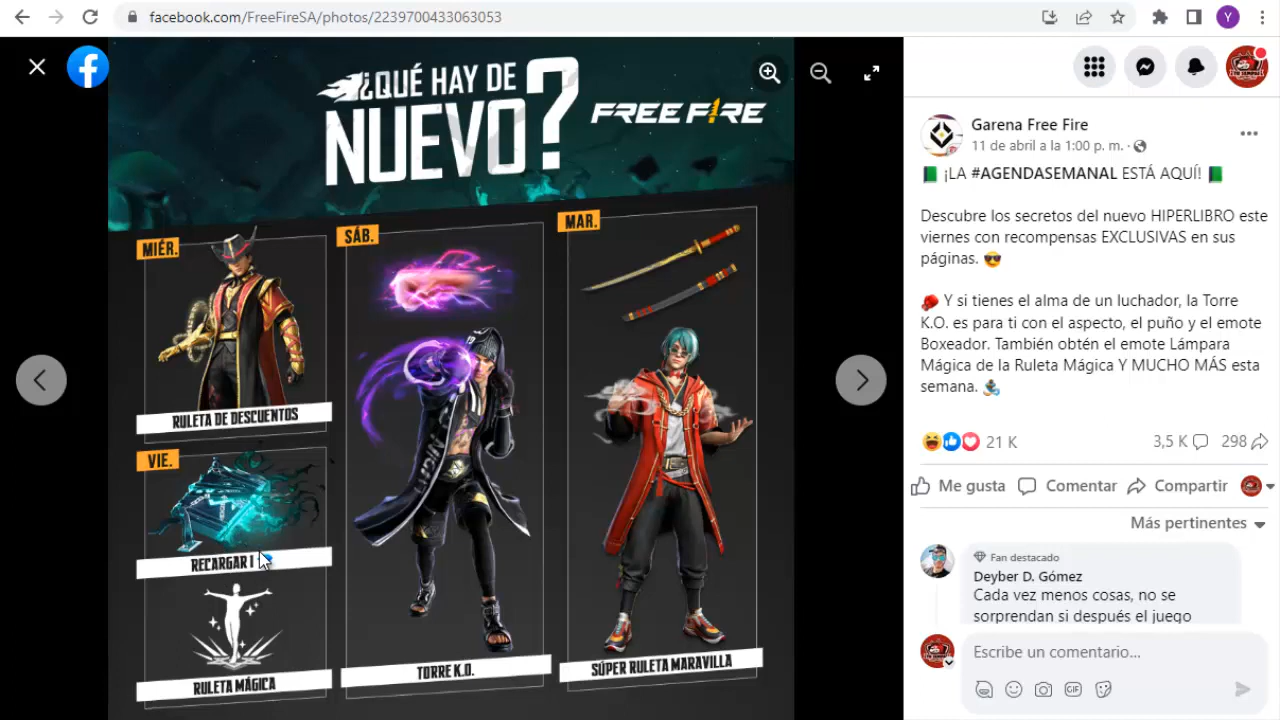 facebook.com/FreeFireSA/photos/2239700433063053
Y
¿QUÉ HAY DE
NUEVO?
FREE FIRE
MIÉR.
RULETA DE DESCUENTOS
VIE.
RECARGAR
RULETA MÁGICA
SÁB.
TORRE K.O.
MAR.
SÚPER RULETA MARAVILLA
Garena Free Fire
11 de abril a la 1:00 p. m. ·
¡LA #AGENDASEMANAL ESTÁ AQUÍ!
Descubre los secretos del nuevo HIPERLIBRO este
viernes con recompensas EXCLUSIVAS en sus
páginas.
Y si tienes el alma de un luchador, la Torre
K.O. es para ti con el aspecto, el puño y el emote
Boxeador. También obtén el emote Lámpara
Mágica de la Ruleta Mágica Y MUCHO MÁS esta
semana.
21 K
3,5 K
298
Me gusta
Comentar
Compartir
Más pertinentes
Fan destacado
Deyber D. Gómez
Cada vez menos cosas, no se
sorprendan si después el juego
Escribe un comentario...
GIF